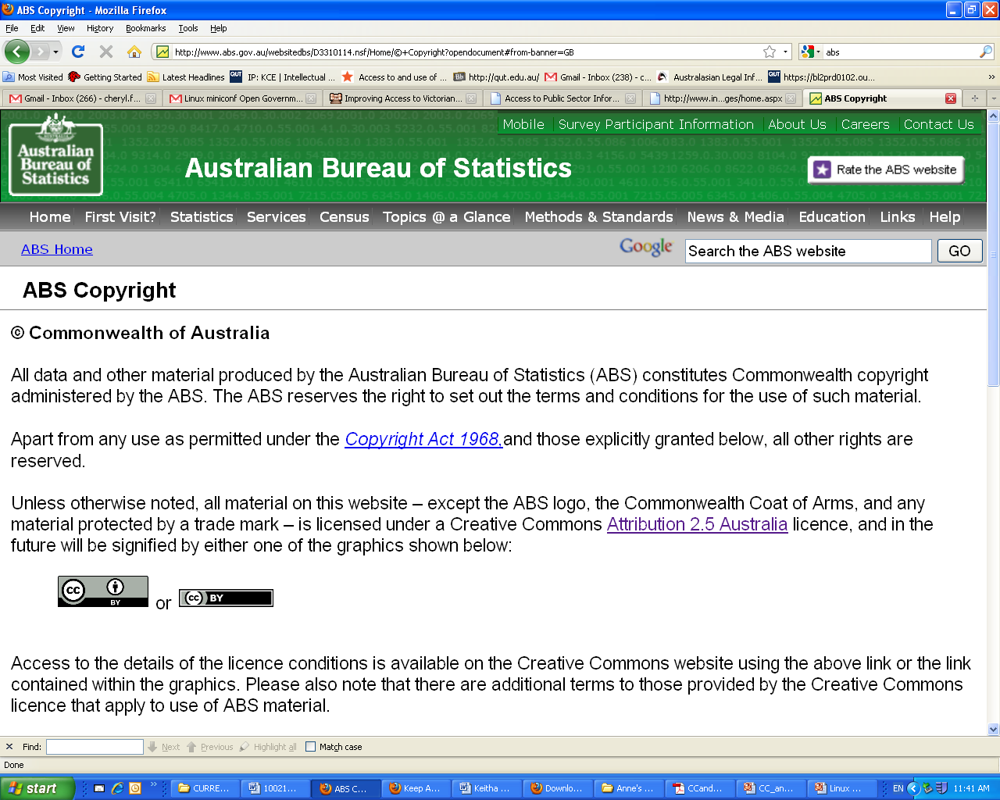 ABS Copyright - Mozilla Firefox
File Edit View History Bookmarks Tools Help
http://www.abs.gov.au/websitedbs/D3310114.nsf/Home/©+Copyright?opendocument#from-banner=GB
abs
Most Visited Getting Started Latest Headlines QUT IP: KCE | Intellectual ... Access to and use of ... Bb http://qut.edu.au/ Gmail - Inbox (238) - c... Australasian Legal Inf... QUT https://bl2prd0102.ou... »
Gmail - Inbox (266) - cheryl.f... Linux miniconf Open Governm... Improving Access to Victorian... Access to Public Sector Infor... http://www.in...ges/home.aspx ABS Copyright
Mobile Survey Participant Information About Us Careers Contact Us
Australian
Bureau of
Statistics
Australian Bureau of Statistics
Rate the ABS website
Home First Visit? Statistics Services Census Topics @ a Glance Methods & Standards News & Media Education Links Help
ABS Home
Google
Search the ABS website
GO
ABS Copyright
© Commonwealth of Australia
All data and other material produced by the Australian Bureau of Statistics (ABS) constitutes Commonwealth copyright
administered by the ABS. The ABS reserves the right to set out the terms and conditions for the use of such material.
Apart from any use as permitted under the Copyright Act 1968,and those explicitly granted below, all other rights are
reserved.
Unless otherwise noted, all material on this website – except the ABS logo, the Commonwealth Coat of Arms, and any
material protected by a trade mark – is licensed under a Creative Commons Attribution 2.5 Australia licence, and in the
future will be signified by either one of the graphics shown below:
cc BY or cc BY
Access to the details of the licence conditions is available on the Creative Commons website using the above link or the link
contained within the graphics. Please also note that there are additional terms to those provided by the Creative Commons
licence that apply to use of ABS material.
Find: Next Previous Highlight all Match case
Done
start » CURRE... 10021... ABS C... Keep A... Keitha ... Downlo... Anne's ... CCand... CC_an... Linux ... EN 11:41 AM